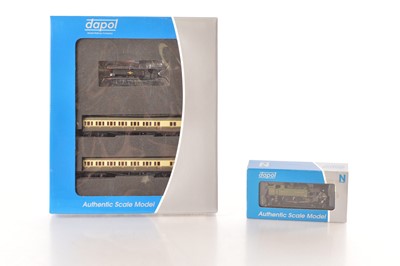 dapol
Authentic Scale Model
dapol
N
Authentic Scale Model